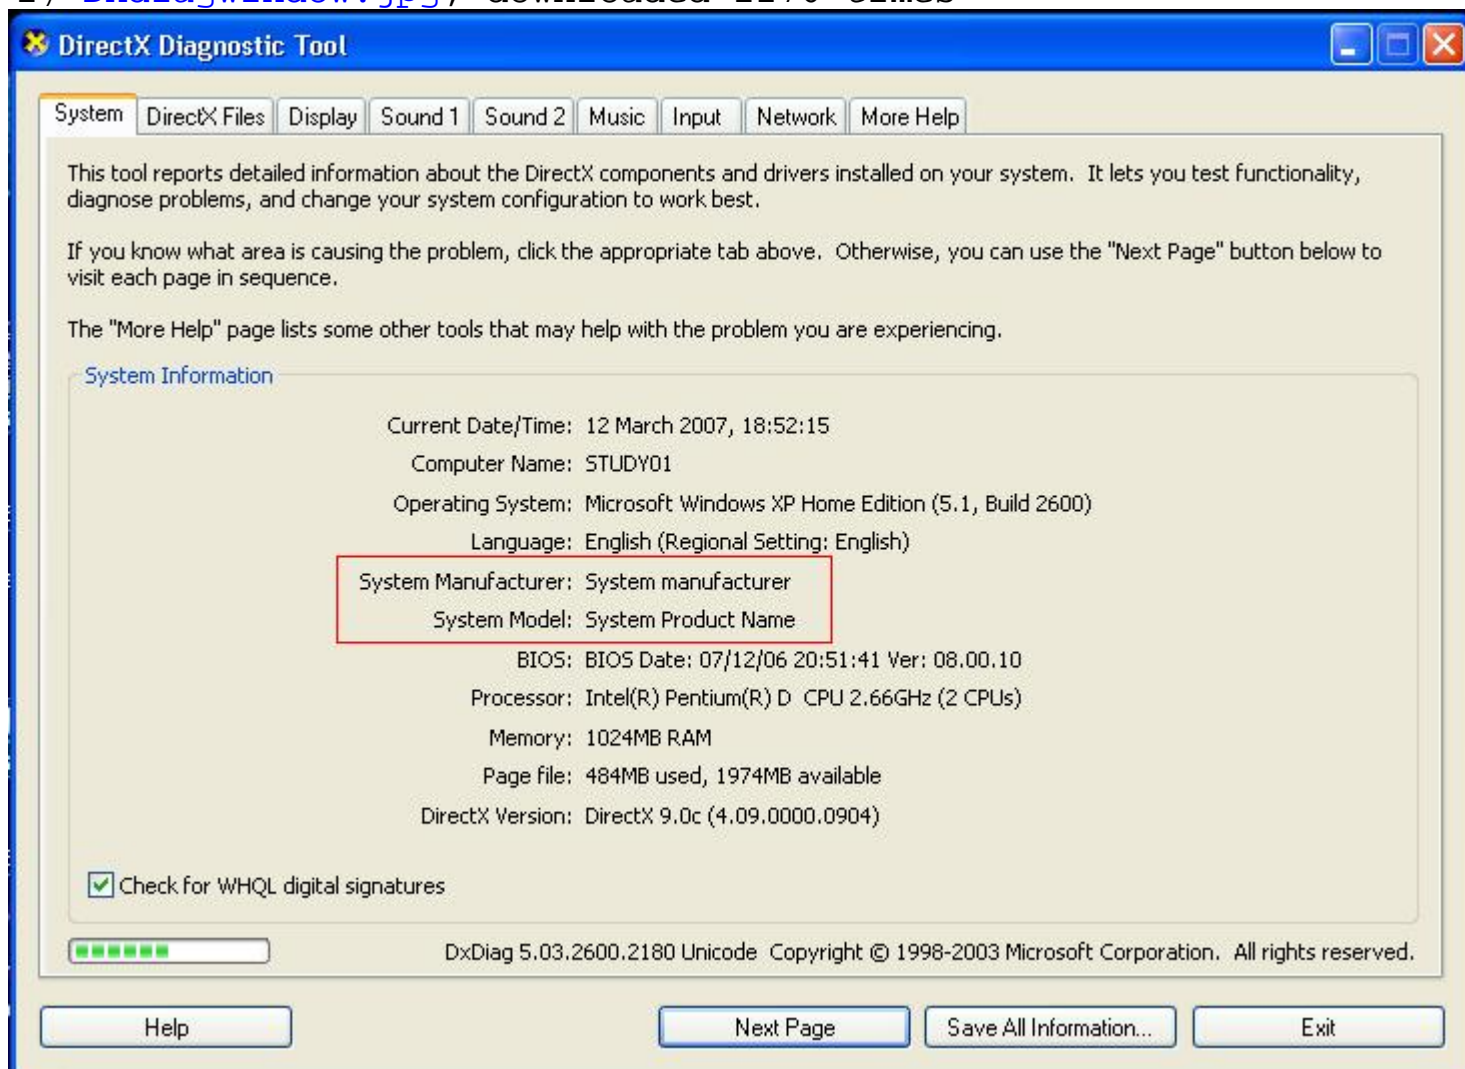 DirectX Diagnostic Tool
System DirectX Files Display Sound 1 Sound 2 Music Input Network More Help
This tool reports detailed information about the DirectX components and drivers installed on your system. It lets you test functionality,
diagnose problems, and change your system configuration to work best.
If you know what area is causing the problem, click the appropriate tab above. Otherwise, you can use the "Next Page" button below to
visit each page in sequence.
The "More Help" page lists some other tools that may help with the problem you are experiencing.
System Information
Current Date/Time: 12 March 2007, 18:52:15
Computer Name: STUDY01
Operating System: Microsoft Windows XP Home Edition (5.1, Build 2600)
Language: English (Regional Setting: English)
System Manufacturer: System manufacturer
System Model: System Product Name
BIOS: BIOS Date: 07/12/06 20:51:41 Ver: 08.00.10
Processor: Intel(R) Pentium(R) D CPU 2.66GHz (2 CPUs)
Memory: 1024MB RAM
Page file: 484MB used, 1974MB available
DirectX Version: DirectX 9.0c (4.09.0000.0904)
Check for WHQL digital signatures
DxDiag 5.03.2600.2180 Unicode Copyright © 1998-2003 Microsoft Corporation. All rights reserved.
Help Next Page Save All Information... Exit